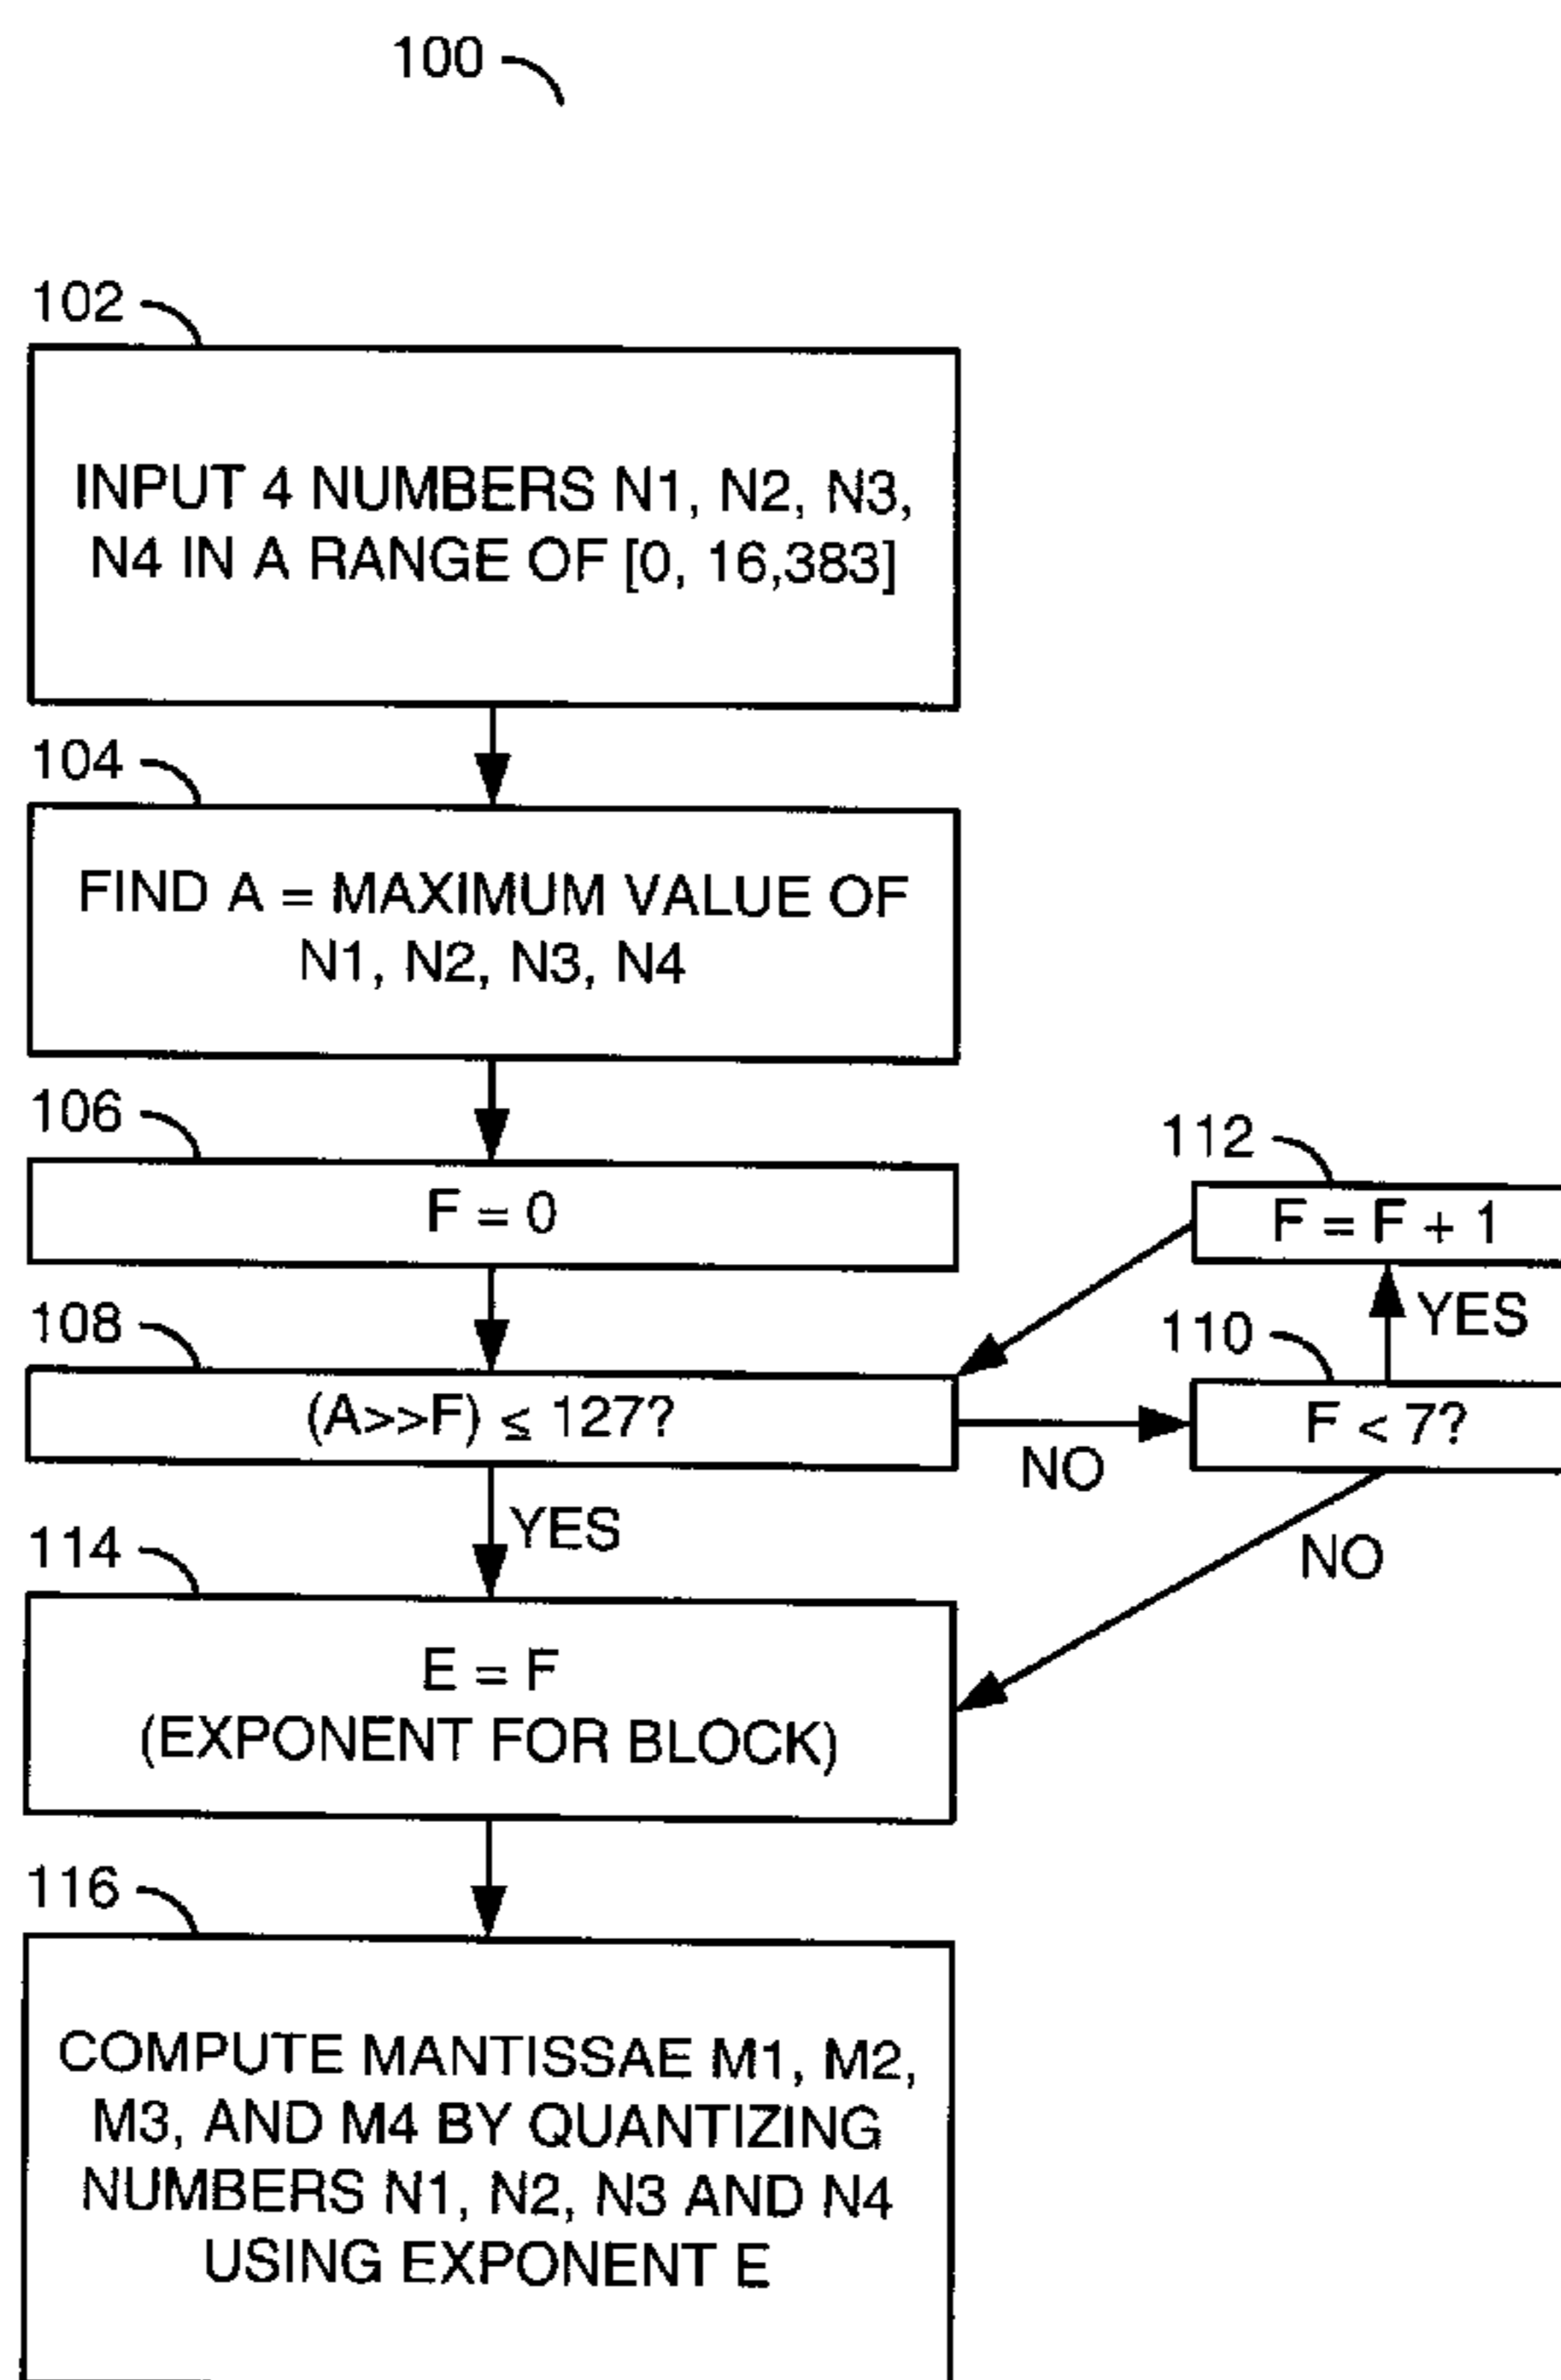 100
102
INPUT 4 NUMBERS N1, N2, N3,
N4 IN A RANGE OF [0, 16,383]
104
FIND A = MAXIMUM VALUE OF
N1, N2, N3, N4
106
F = 0
112
F = F + 1
YES
108
(A>>F) ≤ 127?
NO
110
F < 7?
YES
NO
114
E = F
(EXPONENT FOR BLOCK)
116
COMPUTE MANTISSAE M1, M2,
M3, AND M4 BY QUANTIZING
NUMBERS N1, N2, N3 AND N4
USING EXPONENT E